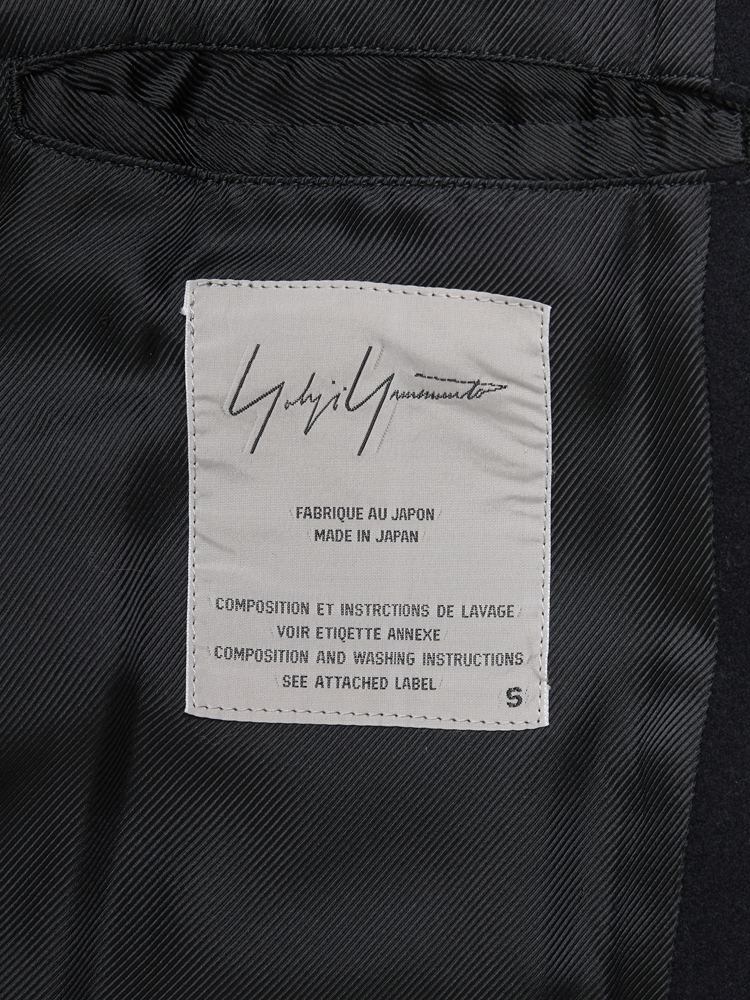 Yohji Yamamoto
FABRIQUE AU JAPON
MADE IN JAPAN
COMPOSITION ET INSTRCTIONS DE LAVAGE
VOIR ETIQETTE ANNEXE
COMPOSITION AND WASHING INSTRUCTIONS
SEE ATTACHED LABEL
S